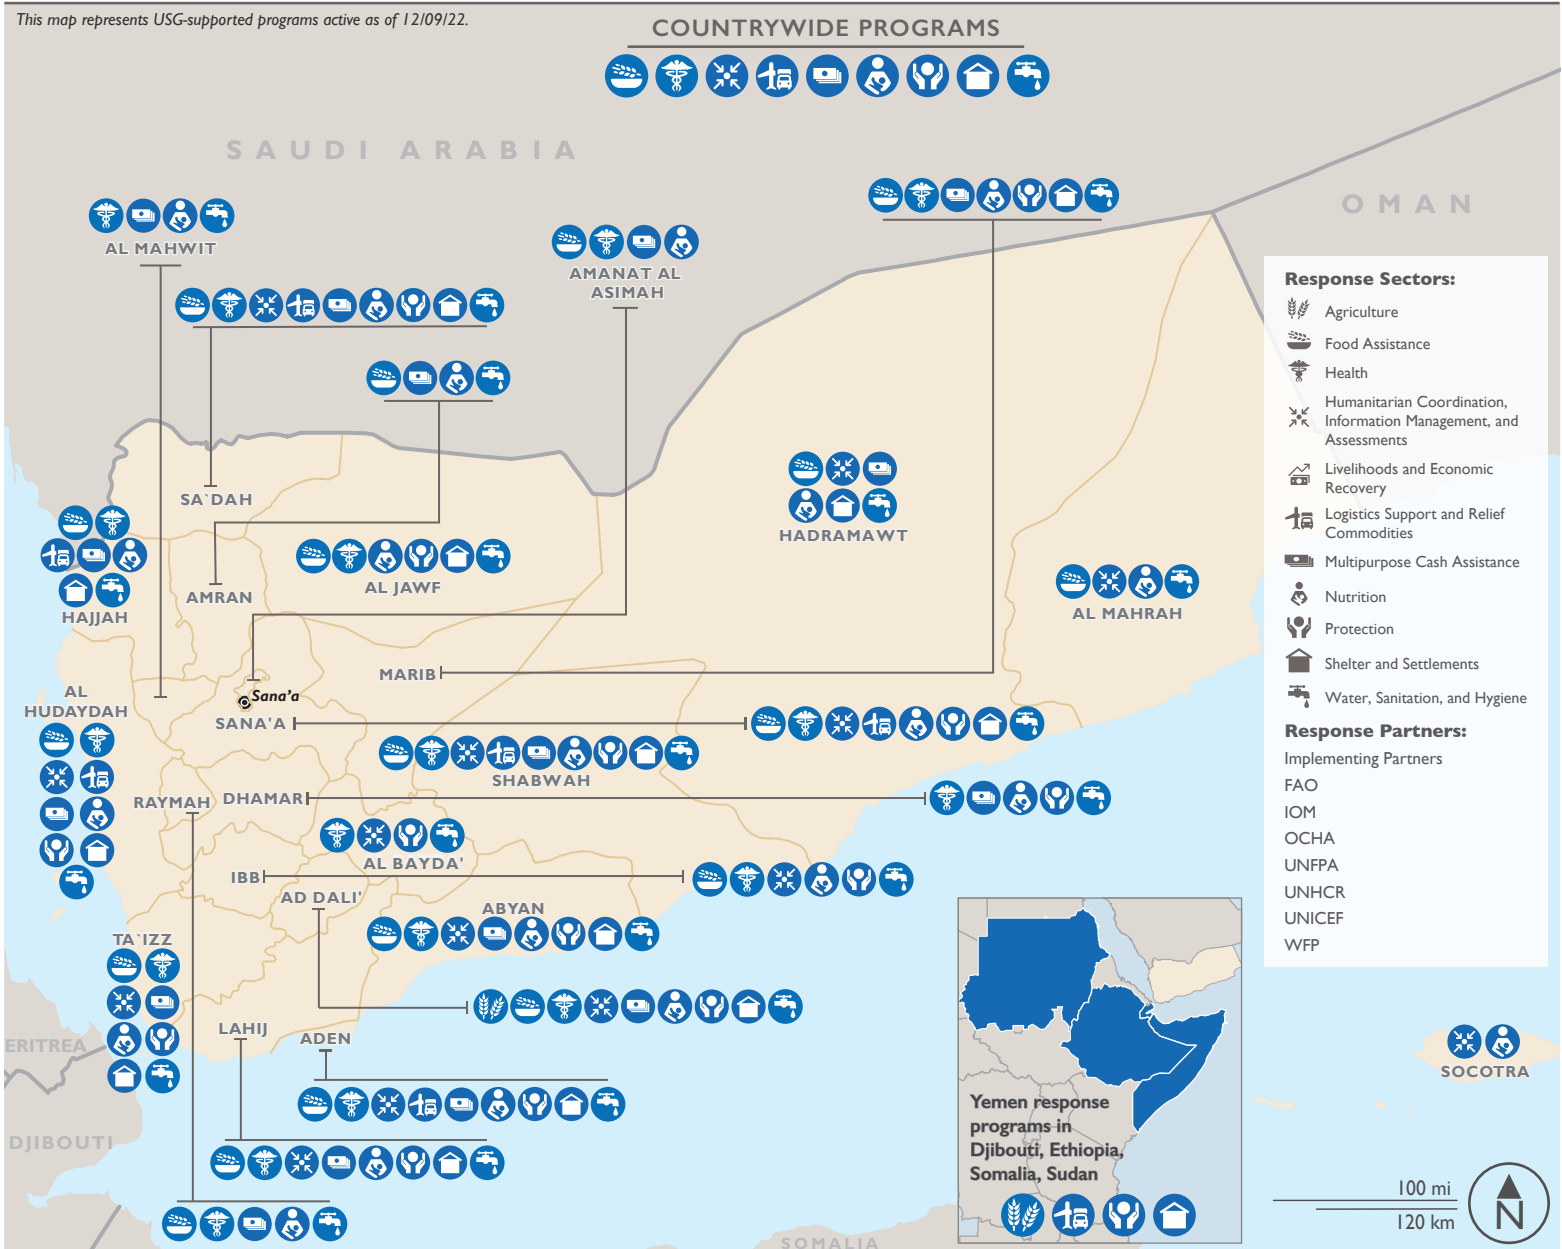 This map represents USG-supported programs active as of 12/09/22.
COUNTRYWIDE PROGRAMS
SAUDI ARABIA
OMAN
AL MAHWIT
AMANAT AL
ASIMAH
SA`DAH
HADRAMAWT
AL JAWF
AMRAN
HAJJAH
AL MAHRAH
MARIB
AL
HUDAYDAH
Sana'a
SANA'A
SHABWAH
RAYMAH
DHAMAR
AL BAYDA'
IBB
AD DALI'
ABYAN
TA`IZZ
LAHIJ
ADEN
ERITREA
DJIBOUTI
SOMALIA
SOCOTRA
Response Sectors:
Agriculture
Food Assistance
Health
Humanitarian Coordination,
Information Management, and
Assessments
Livelihoods and Economic
Recovery
Logistics Support and Relief
Commodities
Multipurpose Cash Assistance
Nutrition
Protection
Shelter and Settlements
Water, Sanitation, and Hygiene
Response Partners:
Implementing Partners
FAO
IOM
OCHA
UNFPA
UNHCR
UNICEF
WFP
Yemen response
programs in
Djibouti, Ethiopia,
Somalia, Sudan
100 mi
120 km
N